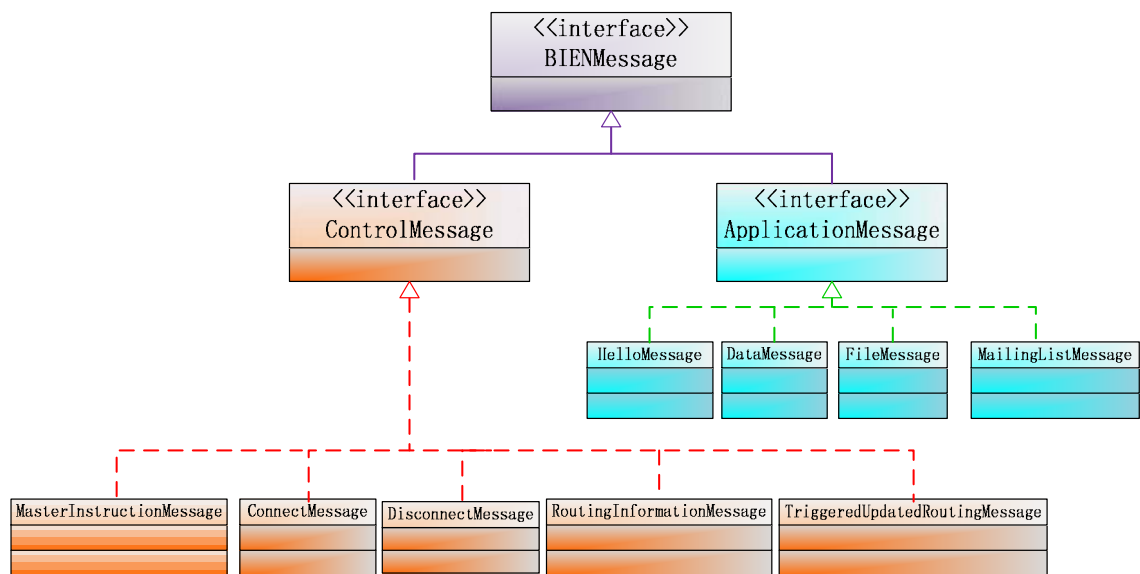 <<interface>>
BIENMessage
<<interface>>
ControlMessage
<<interface>>
ApplicationMessage
HelloMessage
DataMessage
FileMessage
MailingListMessage
MasterInstructionMessage
ConnectMessage
DisconnectMessage
RoutingInformationMessage
TriggeredUpdatedRoutingMessage